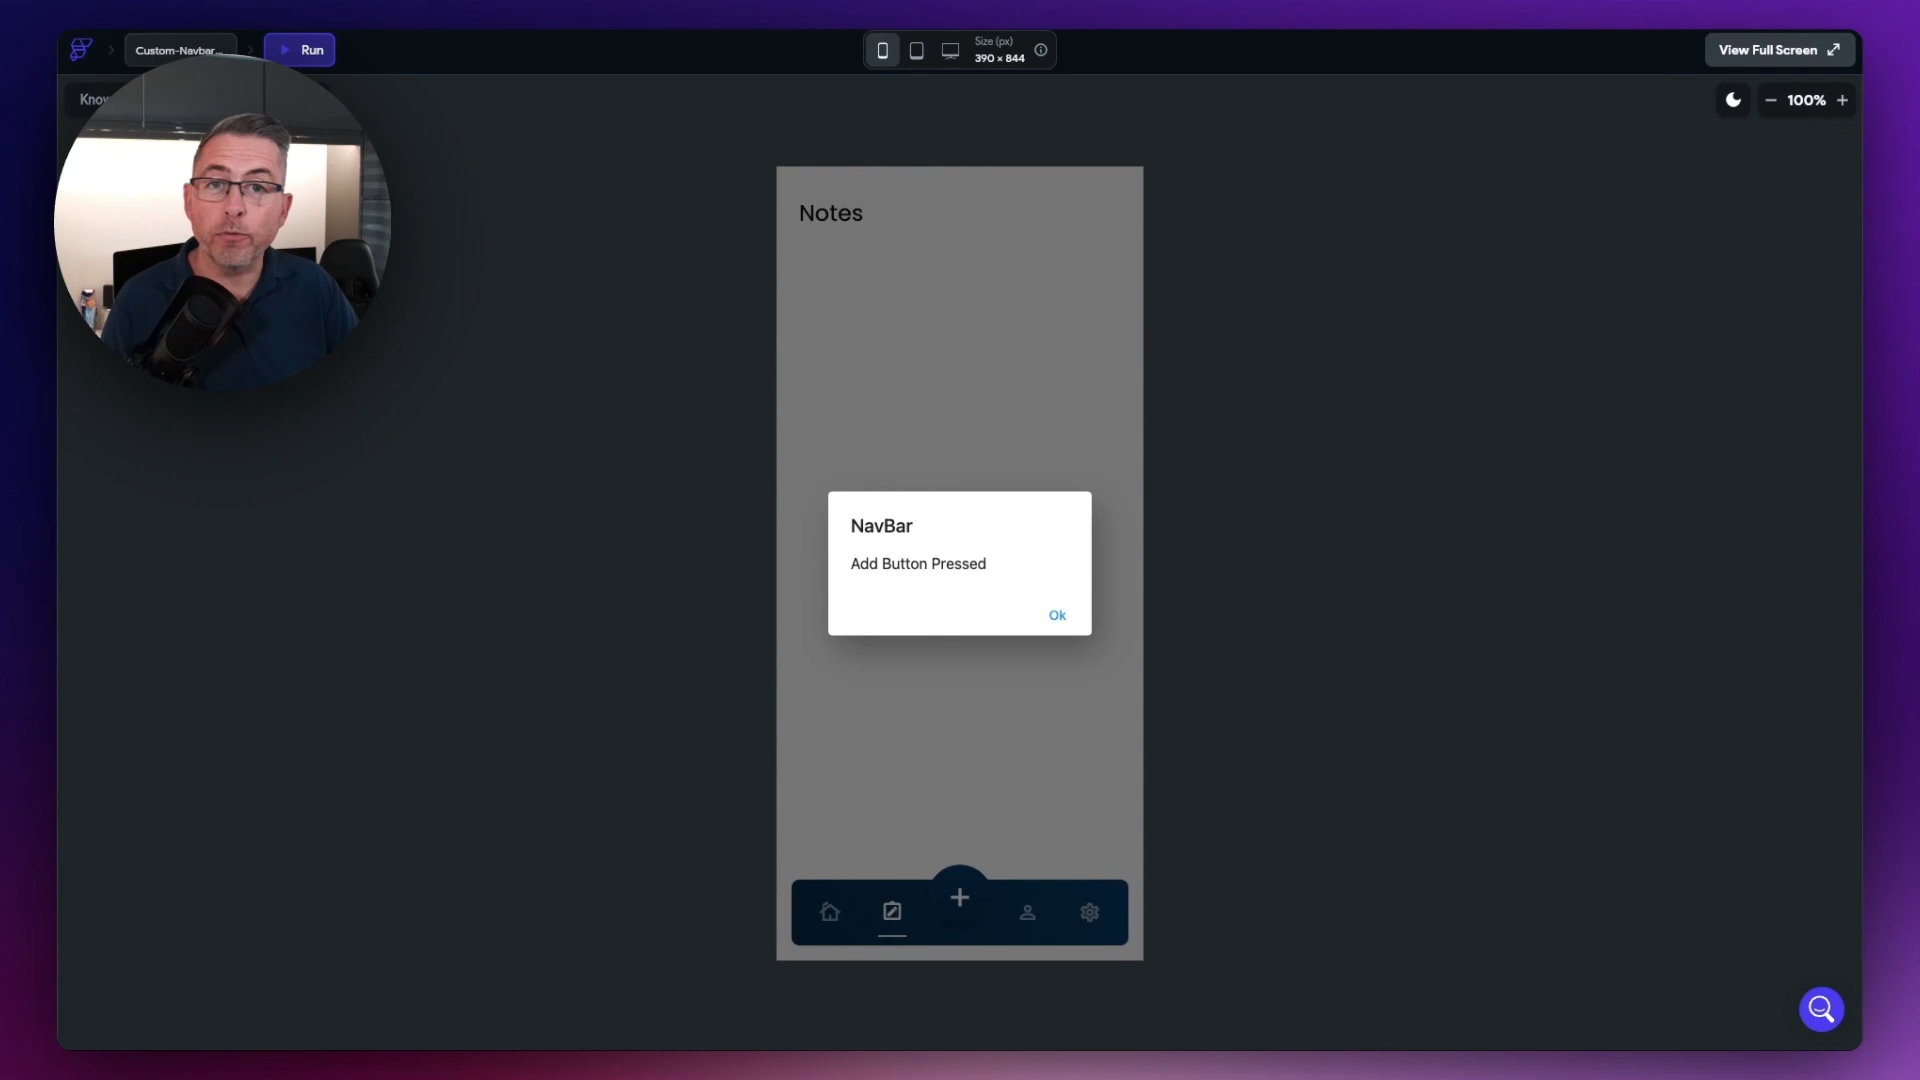 Custom-Navbar...
Run
Size (px)
390 × 844
View Full Screen
100%
Notes
NavBar
Add Button Pressed
Ok